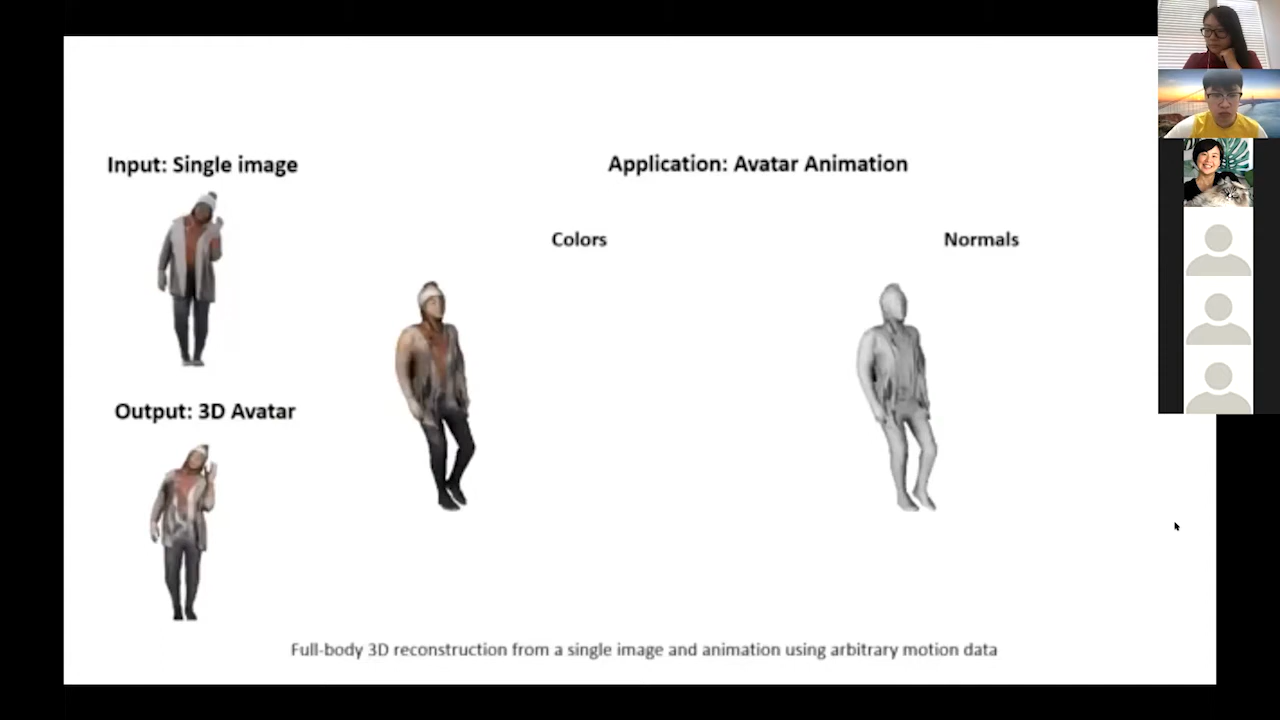 Input: Single image
Application: Avatar Animation
Colors
Normals
Output: 3D Avatar
Full-body 3D reconstruction from a single image and animation using arbitrary motion data